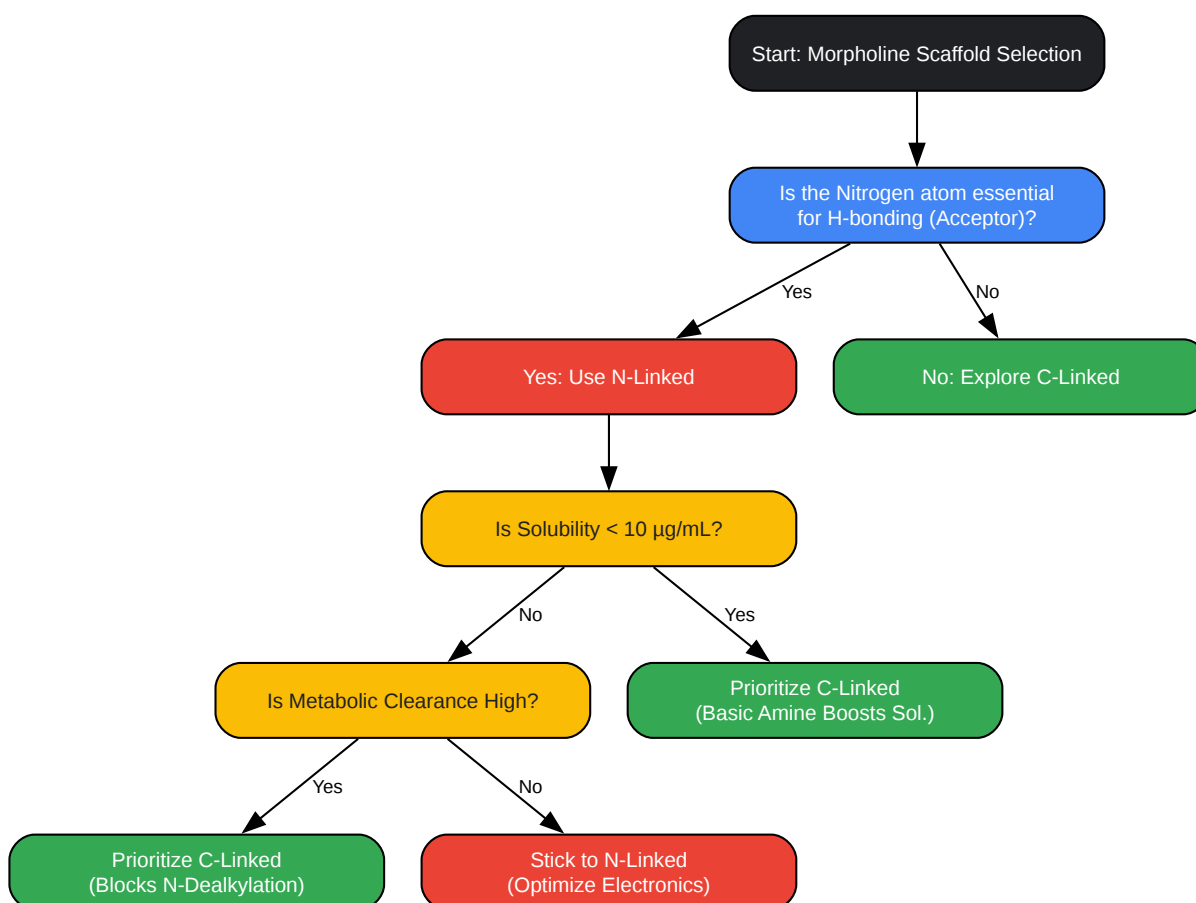 Start: Morpholine Scaffold Selection
Is the Nitrogen atom essential
for H-bonding (Acceptor)?
Yes
No
Yes: Use N-Linked
No: Explore C-Linked
Is Solubility < 10 µg/mL?
No
Yes
Is Metabolic Clearance High?
Prioritize C-Linked
(Basic Amine Boosts Sol.)
Yes
No
Prioritize C-Linked
(Blocks N-Dealkylation)
Stick to N-Linked
(Optimize Electronics)